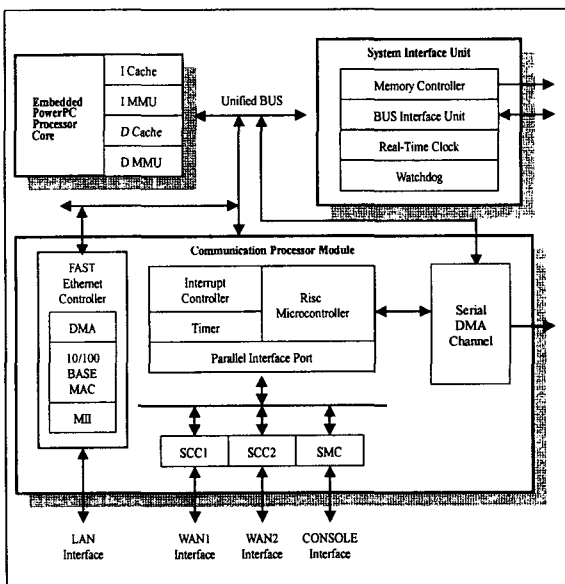 System Interface Unit
I Cache
Embedded
PowerPC
Processor
Core
I MMU
D Cache
D MMU
Unified BUS
Memory Controller
BUS Interface Unit
Real-Time Clock
Watchdog
Communication Processor Module
FAST
Ethernet
Controller
DMA
10/100
BASE
MAC
MII
Interrupt
Controller
Risc
Microcontroller
Timer
Parallel Interface Port
Serial
DMA
Channel
SCC1
SCC2
SMC
LAN
Interface
WAN1
Interface
WAN2
Interface
CONSOLE
Interface